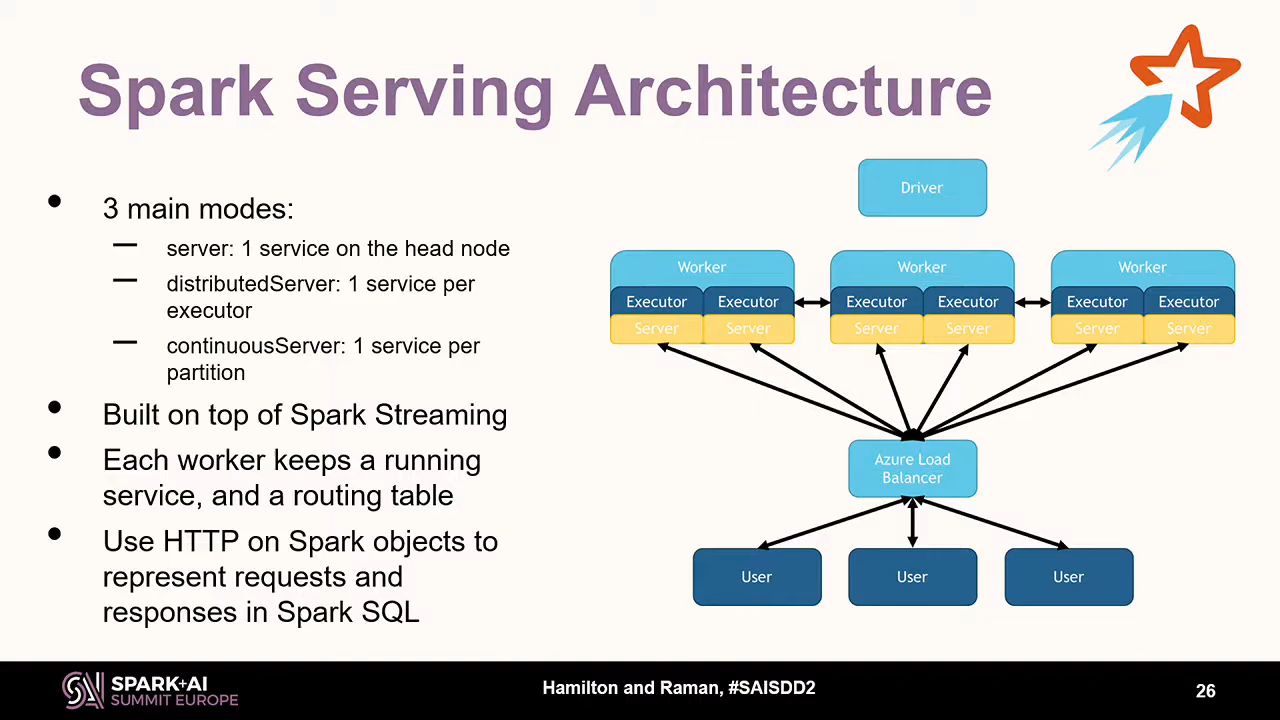 Spark Serving Architecture
• 3 main modes:
— server: 1 service on the head node
— distributedServer: 1 service per
executor
— continuousServer: 1 service per
partition
• Built on top of Spark Streaming
• Each worker keeps a running
service, and a routing table
• Use HTTP on Spark objects to
represent requests and
responses in Spark SQL
Driver
Worker
Worker
Worker
Executor
Executor
Executor
Executor
Executor
Executor
Server
Server
Server
Server
Server
Server
Azure Load
Balancer
User
User
User
SPARK+AI
SUMMIT EUROPE
Hamilton and Raman, #SAISDD2
26